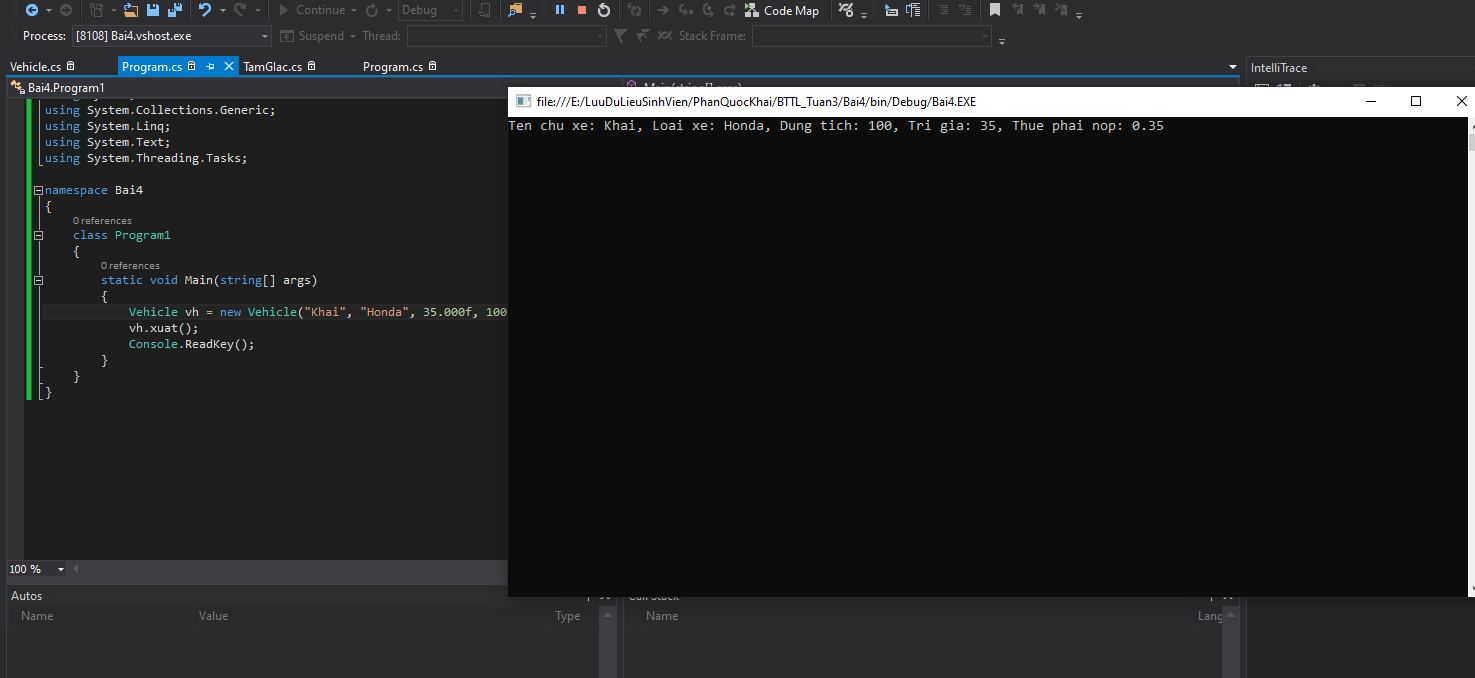 Continue Debug Code Map
Process: [8108] Bai4.vshost.exe Suspend Thread: Stack Frame:
Vehicle.cs Program.cs TamGlac.cs Program.cs IntelliTrace
Bai4.Program1
using System.Collections.Generic;
using System.Linq;
using System.Text;
using System.Threading.Tasks;
namespace Bai4
{
0 references
class Program1
{
0 references
static void Main(string[] args)
{
Vehicle vh = new Vehicle("Khai", "Honda", 35.000f, 100
vh.xuat();
Console.ReadKey();
}
}
}
file:///E:/LuuDuLieuSinhVien/PhanQuocKhai/BTTL_Tuan3/Bai4/bin/Debug/Bai4.EXE
Ten chu xe: Khai, Loai xe: Honda, Dung tich: 100, Tri gia: 35, Thue phai nop: 0.35
100 %
Autos
Name Value Type
Call Stack
Name Lang